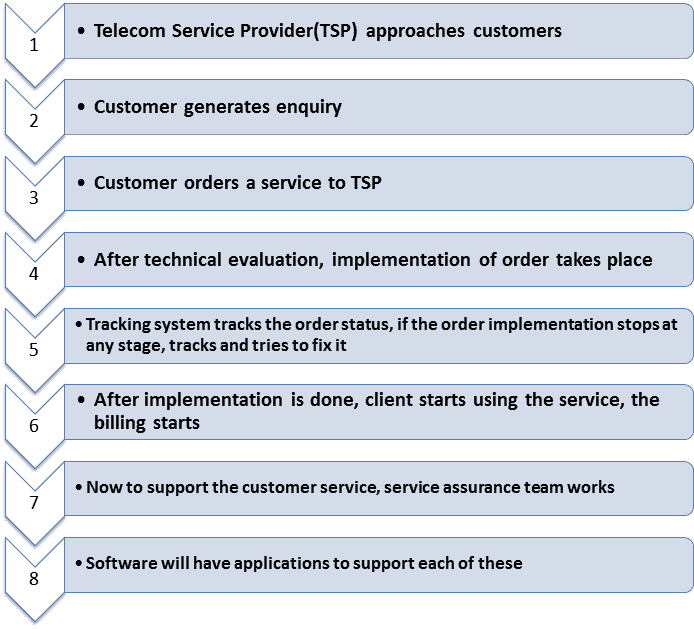 1
• Telecom Service Provider(TSP) approaches customers
2
• Customer generates enquiry
3
• Customer orders a service to TSP
4
• After technical evaluation, implementation of order takes place
5
• Tracking system tracks the order status, if the order implementation stops at
any stage, tracks and tries to fix it
6
• After implementation is done, client starts using the service, the
billing starts
7
• Now to support the customer service, service assurance team works
8
• Software will have applications to support each of these